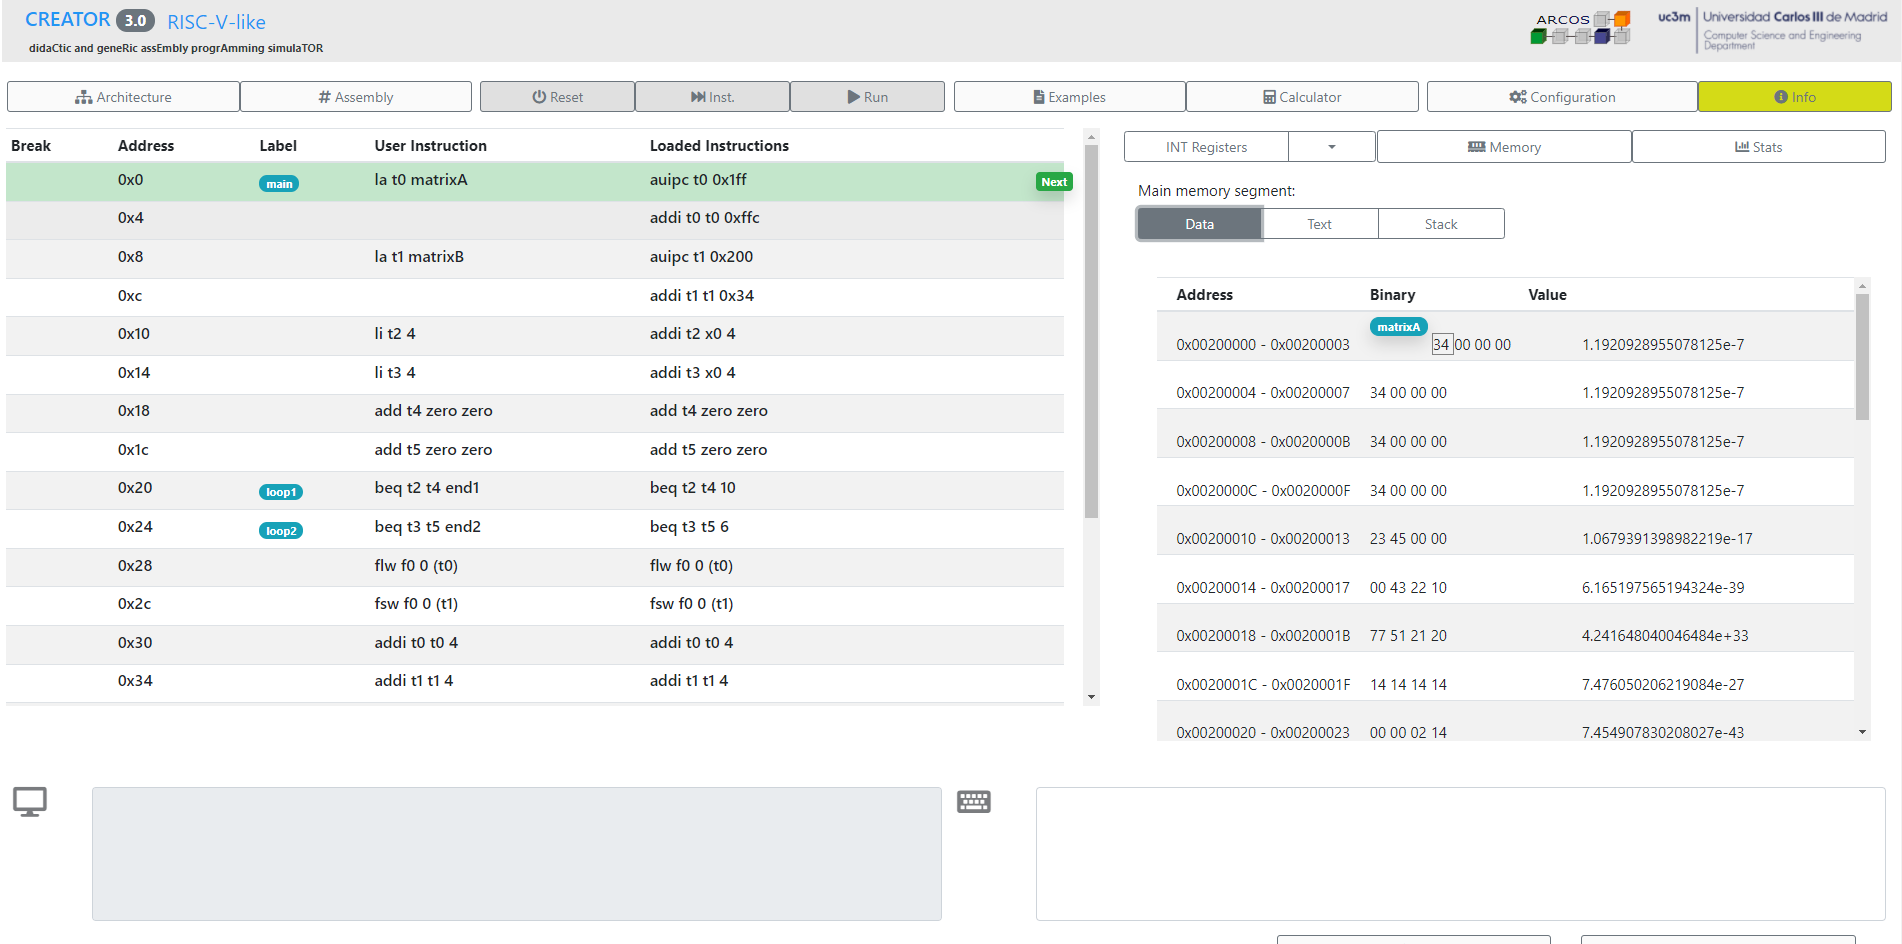 CREATOR 3.0 RISC-V-like
didaCtic and geneRic assEmbly progrAmming simulaTOR
ARCOS
uc3m Universidad Carlos III de Madrid
Computer Science and Engineering
Department
Architecture # Assembly Reset Inst. Run Examples Calculator Configuration Info
Break Address Label User Instruction Loaded Instructions
0x0 main la t0 matrixA auipc t0 0x1ff Next
0x4 addi t0 t0 0xffc
0x8 la t1 matrixB auipc t1 0x200
0xc addi t1 t1 0x34
0x10 li t2 4 addi t2 x0 4
0x14 li t3 4 addi t3 x0 4
0x18 add t4 zero zero add t4 zero zero
0x1c add t5 zero zero add t5 zero zero
0x20 loop1 beq t2 t4 end1 beq t2 t4 10
0x24 loop2 beq t3 t5 end2 beq t3 t5 6
0x28 flw f0 0 (t0) flw f0 0 (t0)
0x2c fsw f0 0 (t1) fsw f0 0 (t1)
0x30 addi t0 t0 4 addi t0 t0 4
0x34 addi t1 t1 4 addi t1 t1 4
INT Registers Memory Stats
Main memory segment:
Data Text Stack
Address Binary Value
matrixA
0x00200000 - 0x00200003 34 00 00 00 1.1920928955078125e-7
0x00200004 - 0x00200007 34 00 00 00 1.1920928955078125e-7
0x00200008 - 0x0020000B 34 00 00 00 1.1920928955078125e-7
0x0020000C - 0x0020000F 34 00 00 00 1.1920928955078125e-7
0x00200010 - 0x00200013 23 45 00 00 1.0679391398982219e-17
0x00200014 - 0x00200017 00 43 22 10 6.165197565194324e-39
0x00200018 - 0x0020001B 77 51 21 20 4.241648040046484e+33
0x0020001C - 0x0020001F 14 14 14 14 7.476050206219084e-27
0x00200020 - 0x00200023 00 00 02 14 7.454907830208027e-43